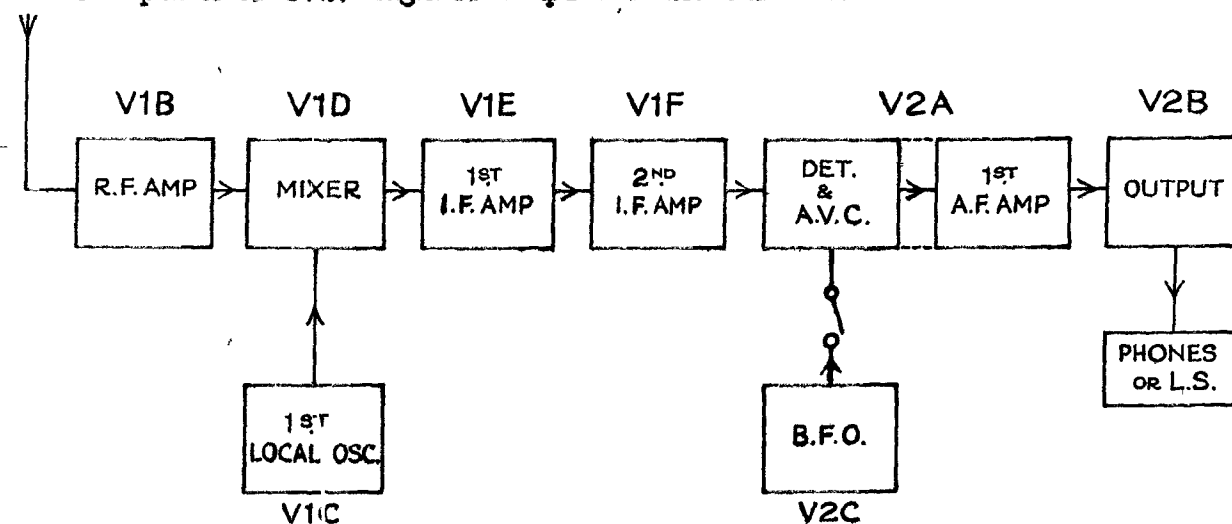 V1B V1D V1E V1F V2A V2B
R.F. AMP
MIXER
1ST
I.F. AMP
2ND
I.F. AMP
DET.
&
A.V.C.
1ST
A.F. AMP
OUTPUT
PHONES
OR L.S.
1ST
LOCAL OSC.
V1C
B.F.O.
V2C